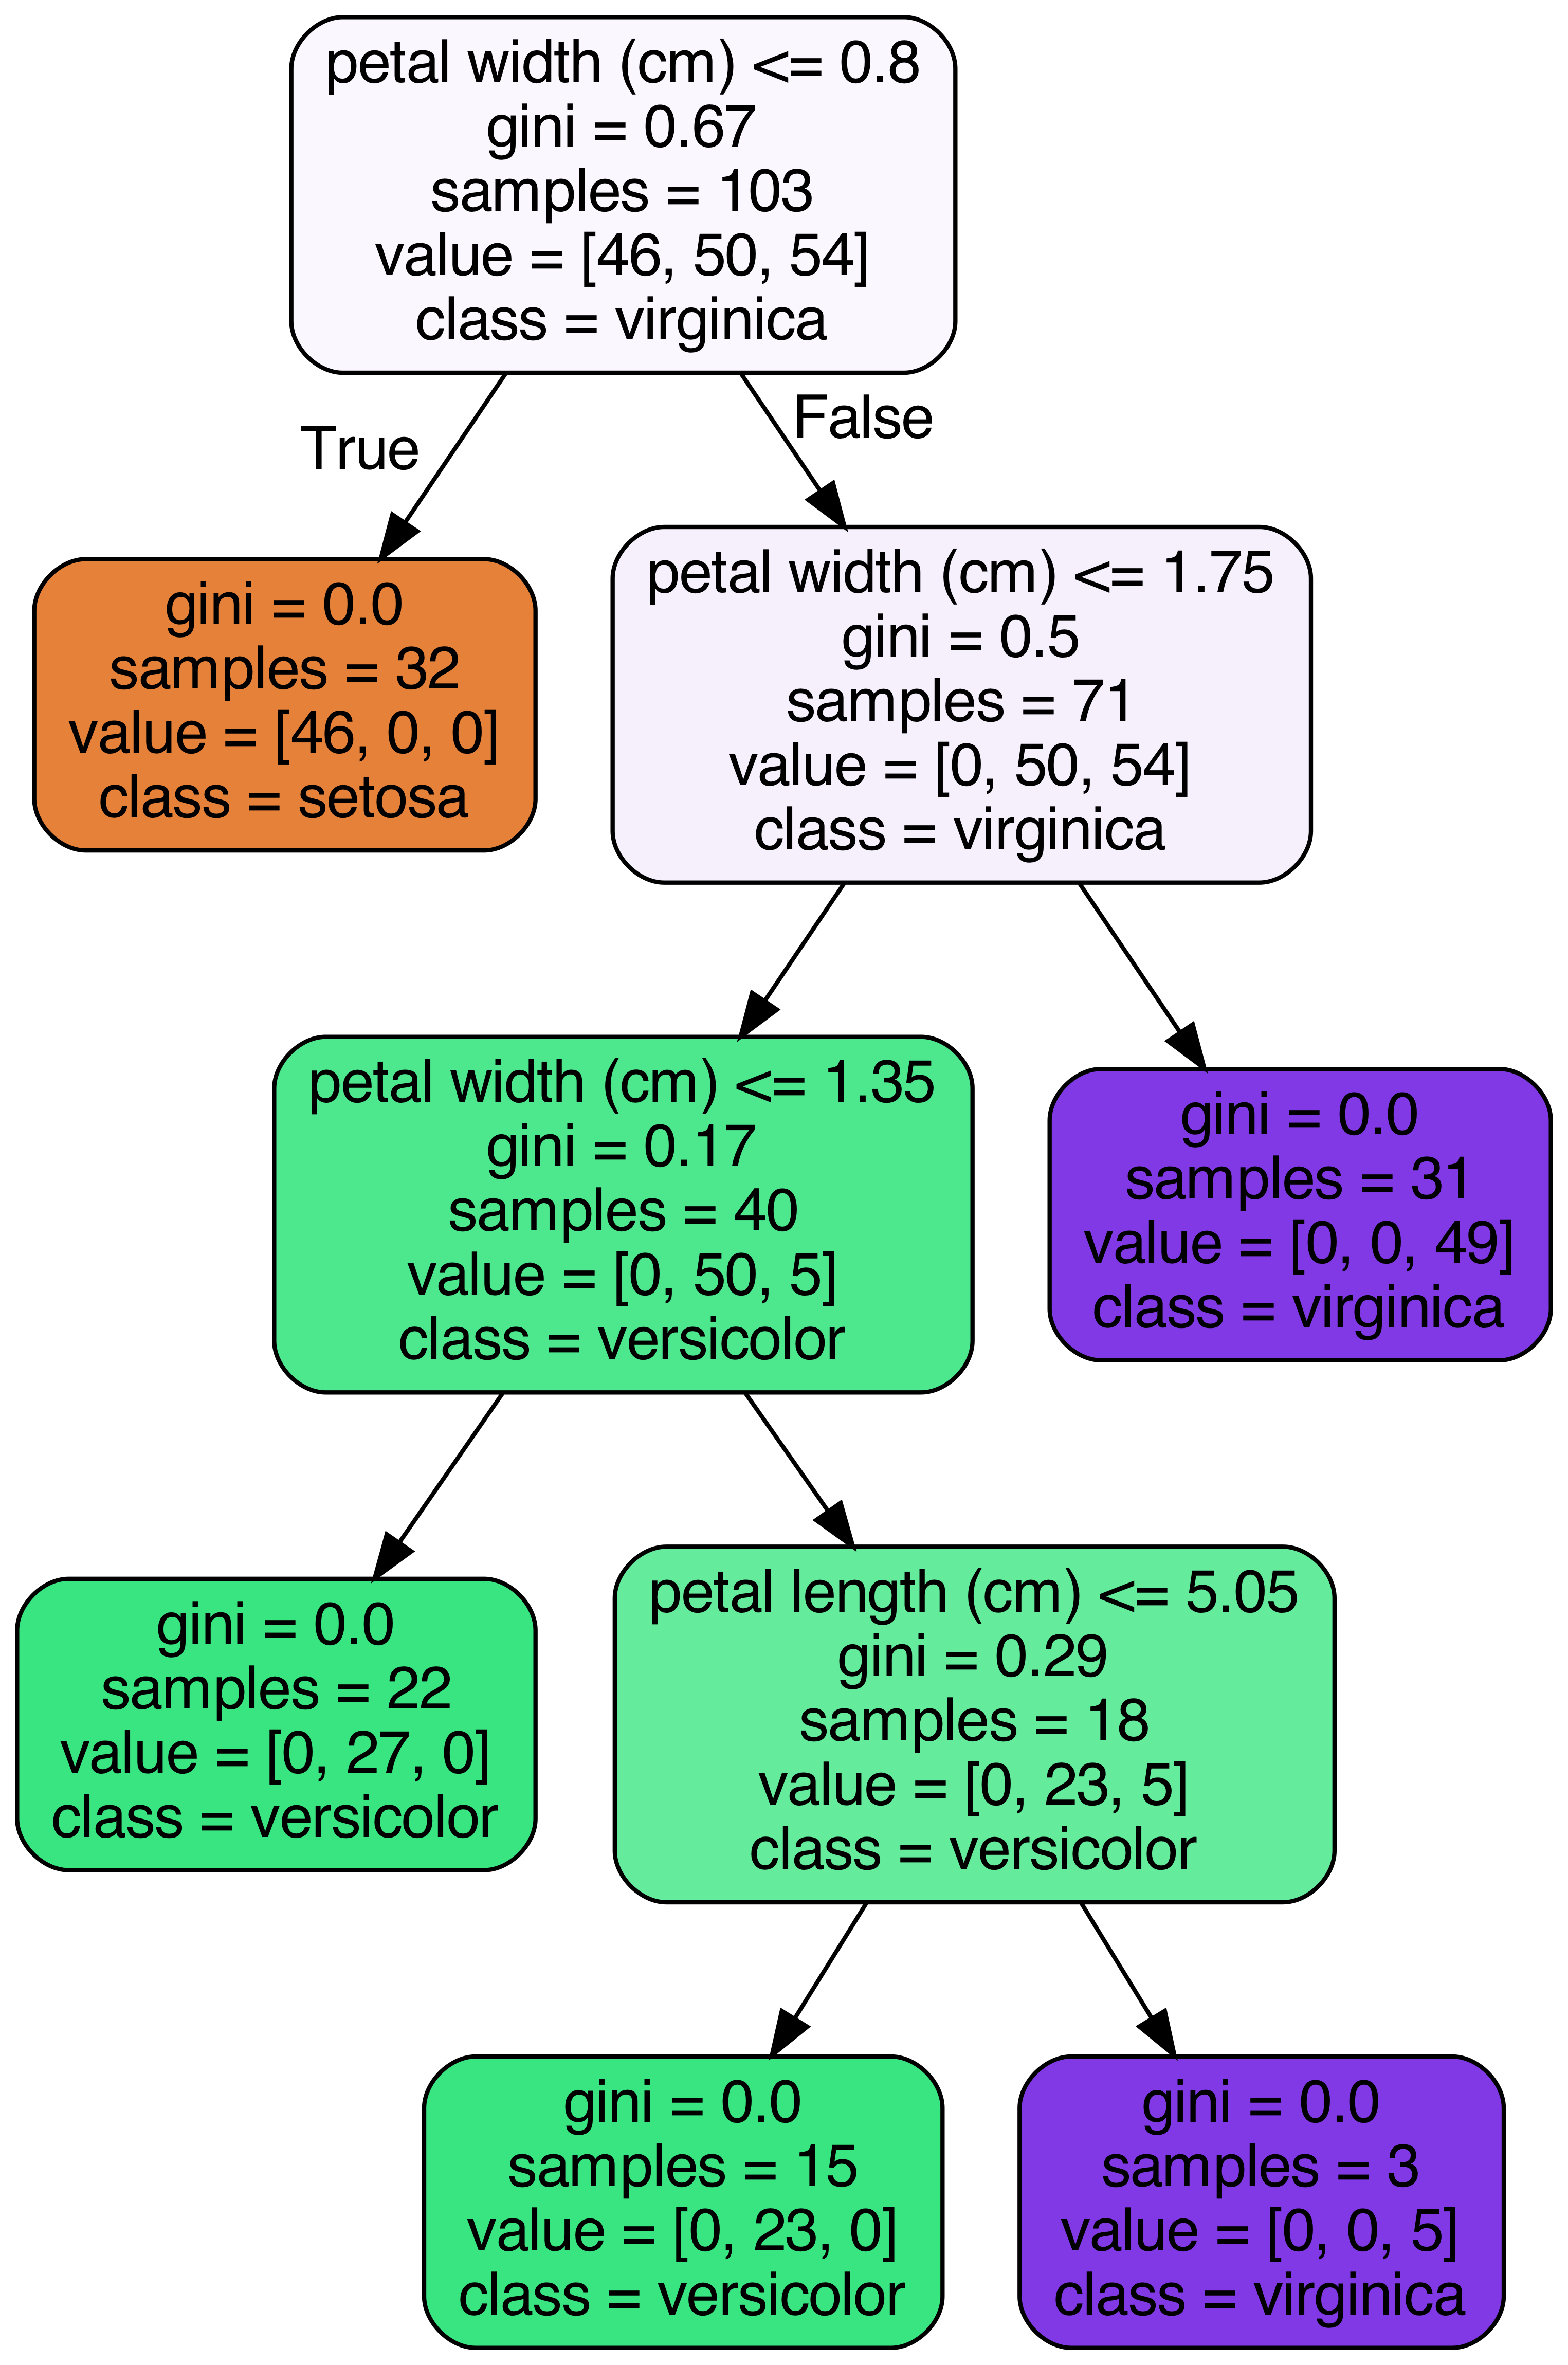 petal width (cm) <= 0.8
gini = 0.67
samples = 103
value = [46, 50, 54]
class = virginica
True
False
gini = 0.0
samples = 32
value = [46, 0, 0]
class = setosa
petal width (cm) <= 1.75
gini = 0.5
samples = 71
value = [0, 50, 54]
class = virginica
petal width (cm) <= 1.35
gini = 0.17
samples = 40
value = [0, 50, 5]
class = versicolor
gini = 0.0
samples = 31
value = [0, 0, 49]
class = virginica
gini = 0.0
samples = 22
value = [0, 27, 0]
class = versicolor
petal length (cm) <= 5.05
gini = 0.29
samples = 18
value = [0, 23, 5]
class = versicolor
gini = 0.0
samples = 15
value = [0, 23, 0]
class = versicolor
gini = 0.0
samples = 3
value = [0, 0, 5]
class = virginica